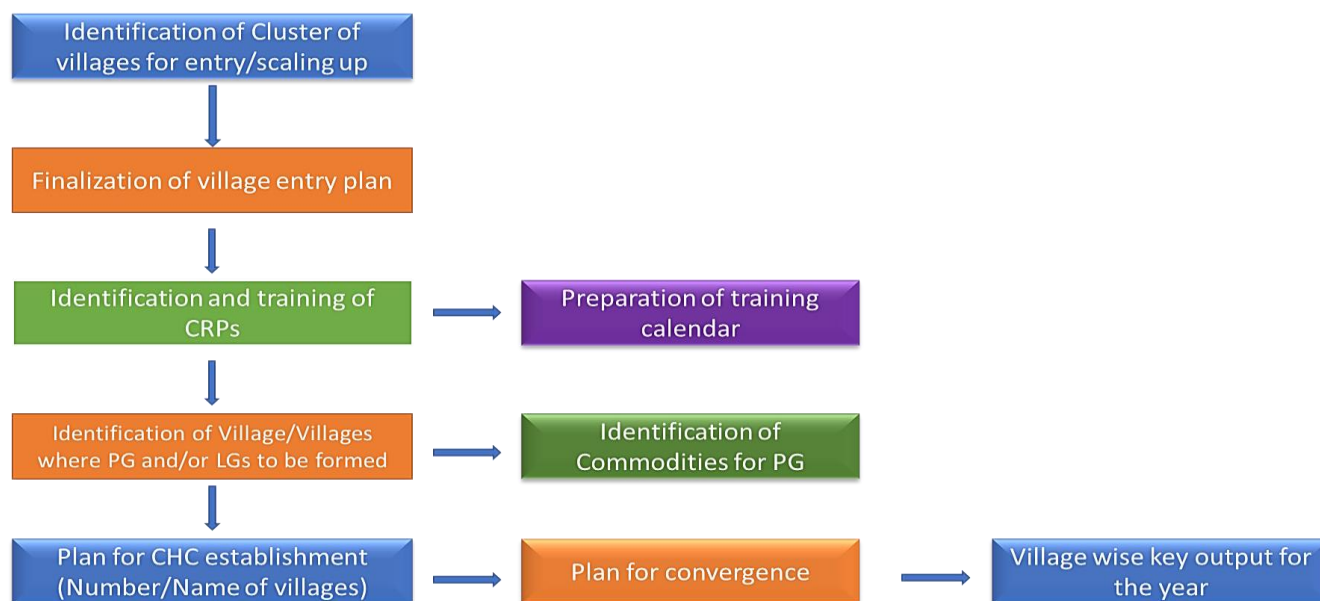 Identification of Cluster of
villages for entry/scaling up
Finalization of village entry plan
Identification and training of
CRPs
Preparation of training
calendar
Identification of Village/Villages
where PG and/or LGs to be formed
Identification of
Commodities for PG
Plan for CHC establishment
(Number/Name of villages)
Plan for convergence
Village wise key output for
the year